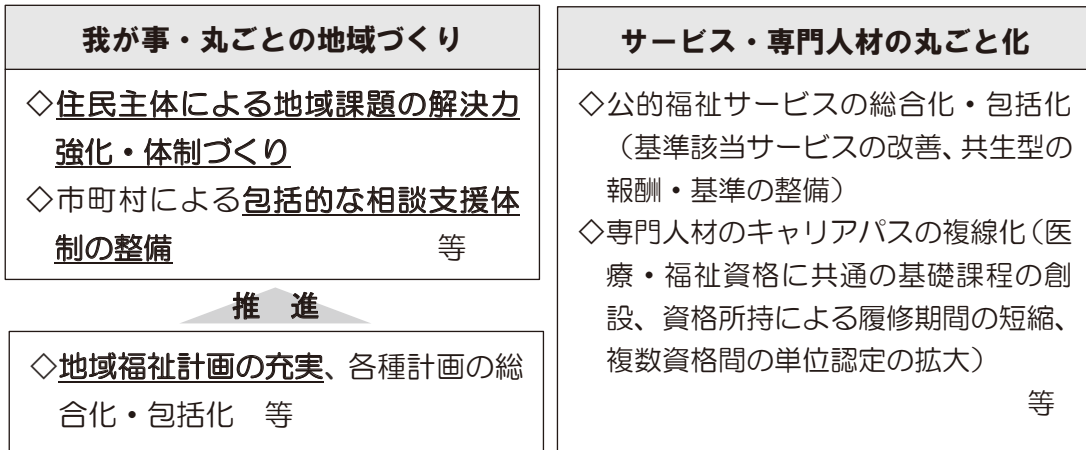 我が事・丸ごとの地域づくり
◇住民主体による地域課題の解決力
強化・体制づくり
◇市町村による包括的な相談支援体
制の整備 等
推 進
◇地域福祉計画の充実、各種計画の総
合化・包括化 等
サービス・専門人材の丸ごと化
◇公的福祉サービスの総合化・包括化
（基準該当サービスの改善、共生型の
報酬・基準の整備）
◇専門人材のキャリアパスの複線化（医
療・福祉資格に共通の基礎課程の創
設、資格所持による履修期間の短縮、
複数資格間の単位認定の拡大）
等